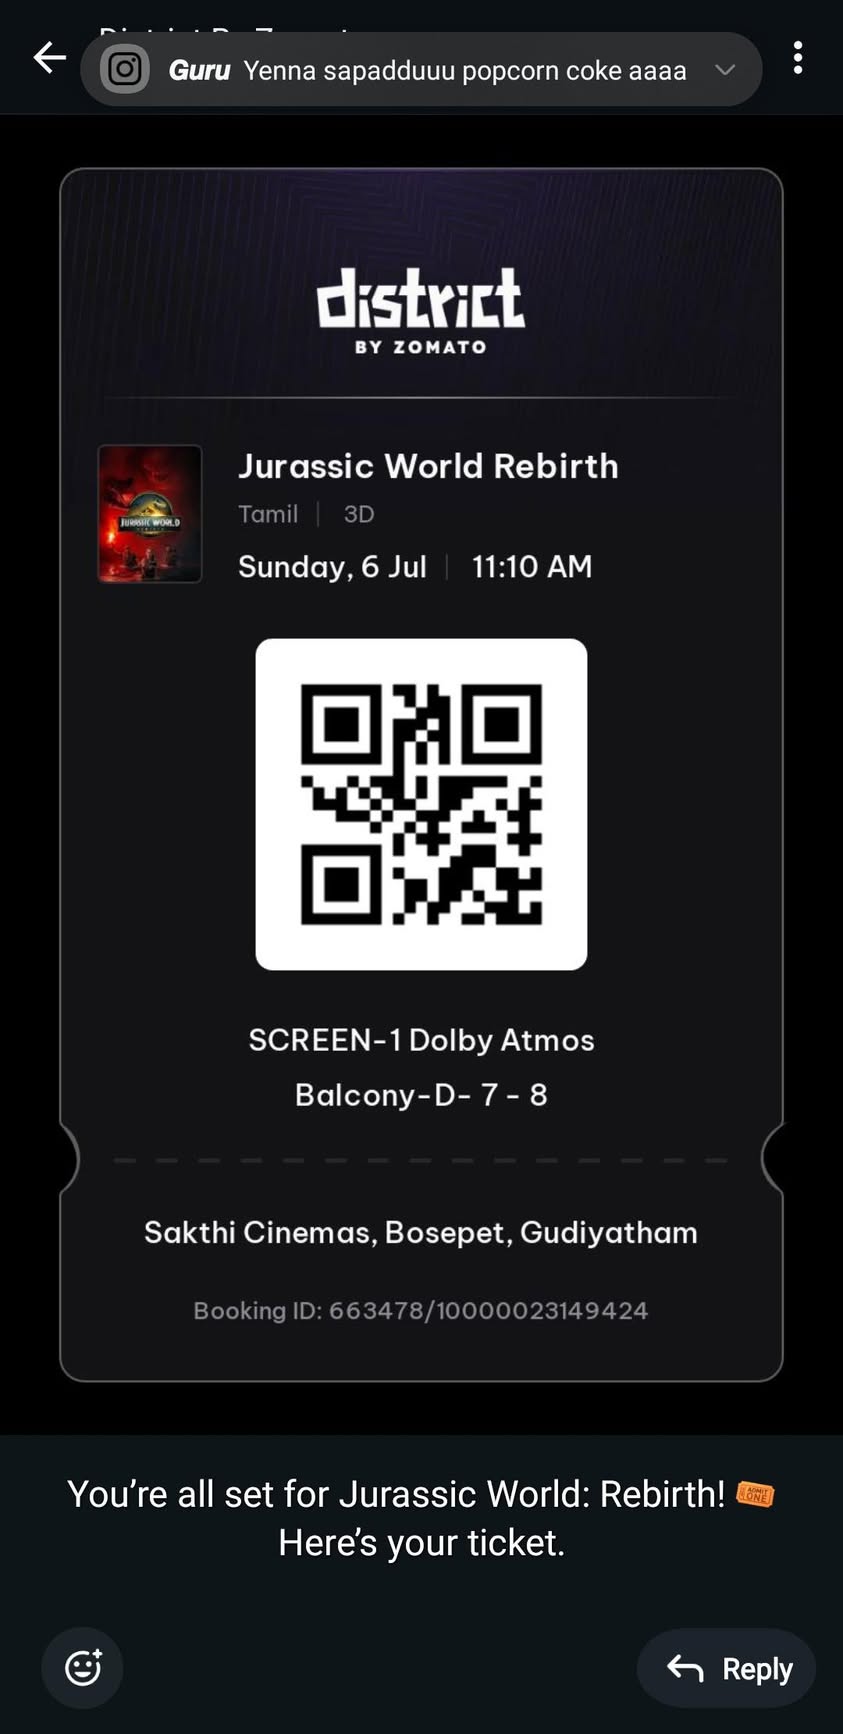 Guru Yenna sapadduuu popcorn coke aaaa
district
BY ZOMATO
JURASSIC WORLD
Jurassic World Rebirth
Tamil | 3D
Sunday, 6 Jul | 11:10 AM
SCREEN-1 Dolby Atmos
Balcony-D- 7 - 8
Sakthi Cinemas, Bosepet, Gudiyatham
Booking ID: 663478/10000023149424
You're all set for Jurassic World: Rebirth! 🎟️
Here's your ticket.
Reply